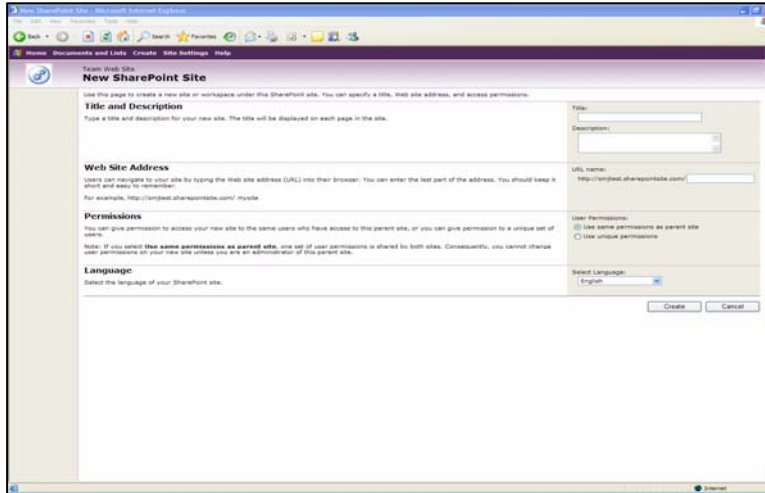 New SharePoint Site - Microsoft Internet Explorer
File Edit View Favorites Tools Help
Back Search Favorites
Home Documents and Lists Create Site Settings Help
Team Web Site
New SharePoint Site
Use this page to create a new site or workspace under this SharePoint site. You can specify a title, Web site address, and access permissions.
Title and Description
Type a title and description for your new site. The title will be displayed on each page in the site.
Title:
Description:
Web Site Address
Users can navigate to your site by typing the Web site address (URL) into their browser. You can enter the last part of the address. You should keep it
short and easy to remember.
For example, http://smjtest.sharepointsite.com/ mysite
URL name:
http://smjtest.sharepointsite.com/
Permissions
You can give permission to access your new site to the same users who have access to this parent site, or you can give permission to a unique set of
users.
Note: If you select Use same permissions as parent site, one set of user permissions is shared by both sites. Consequently, you cannot change
user permissions on your new site unless you are an administrator of this parent site.
User Permissions:
Use same permissions as parent site
Use unique permissions
Language
Select the language of your SharePoint site.
Select Language:
English
Create Cancel
Internet